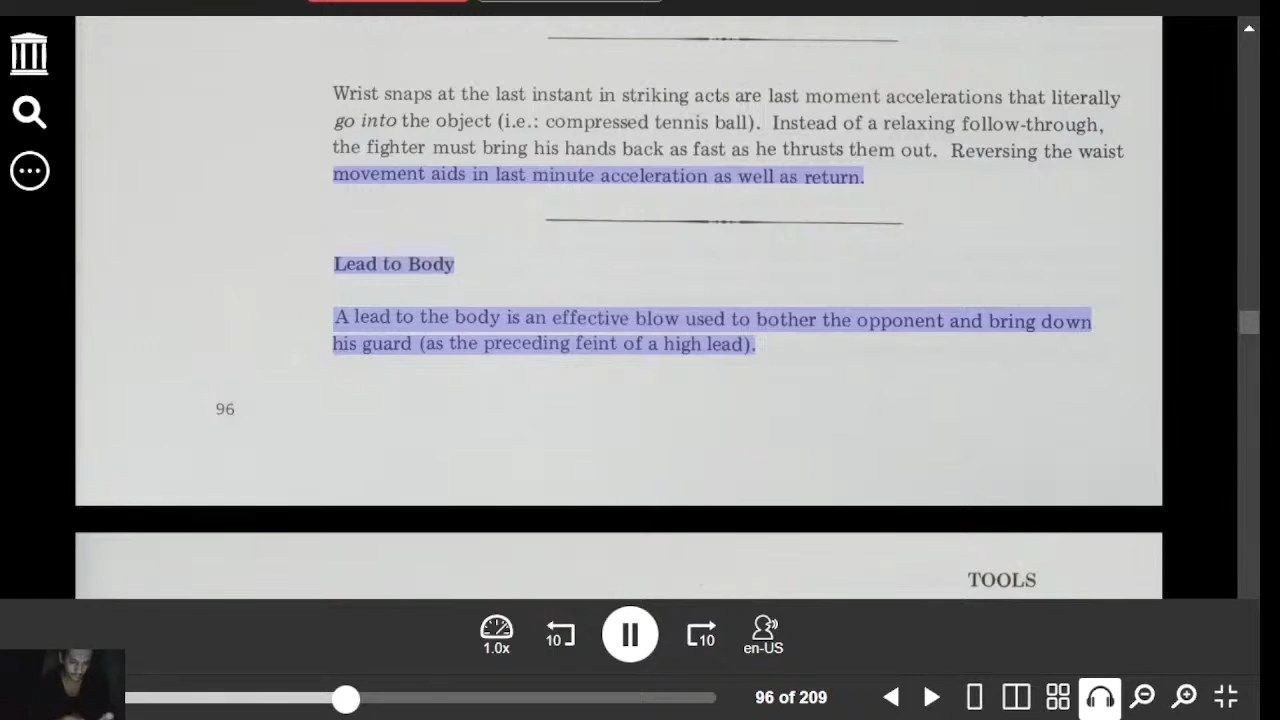 Wrist snaps at the last instant in striking acts are last moment accelerations that literally
go into the object (i.e.: compressed tennis ball). Instead of a relaxing follow-through,
the fighter must bring his hands back as fast as he thrusts them out. Reversing the waist
movement aids in last minute acceleration as well as return.
Lead to Body
A lead to the body is an effective blow used to bother the opponent and bring down
his guard (as the preceding feint of a high lead).
96
TOOLS
1.0x
10
10
en-US
96 of 209